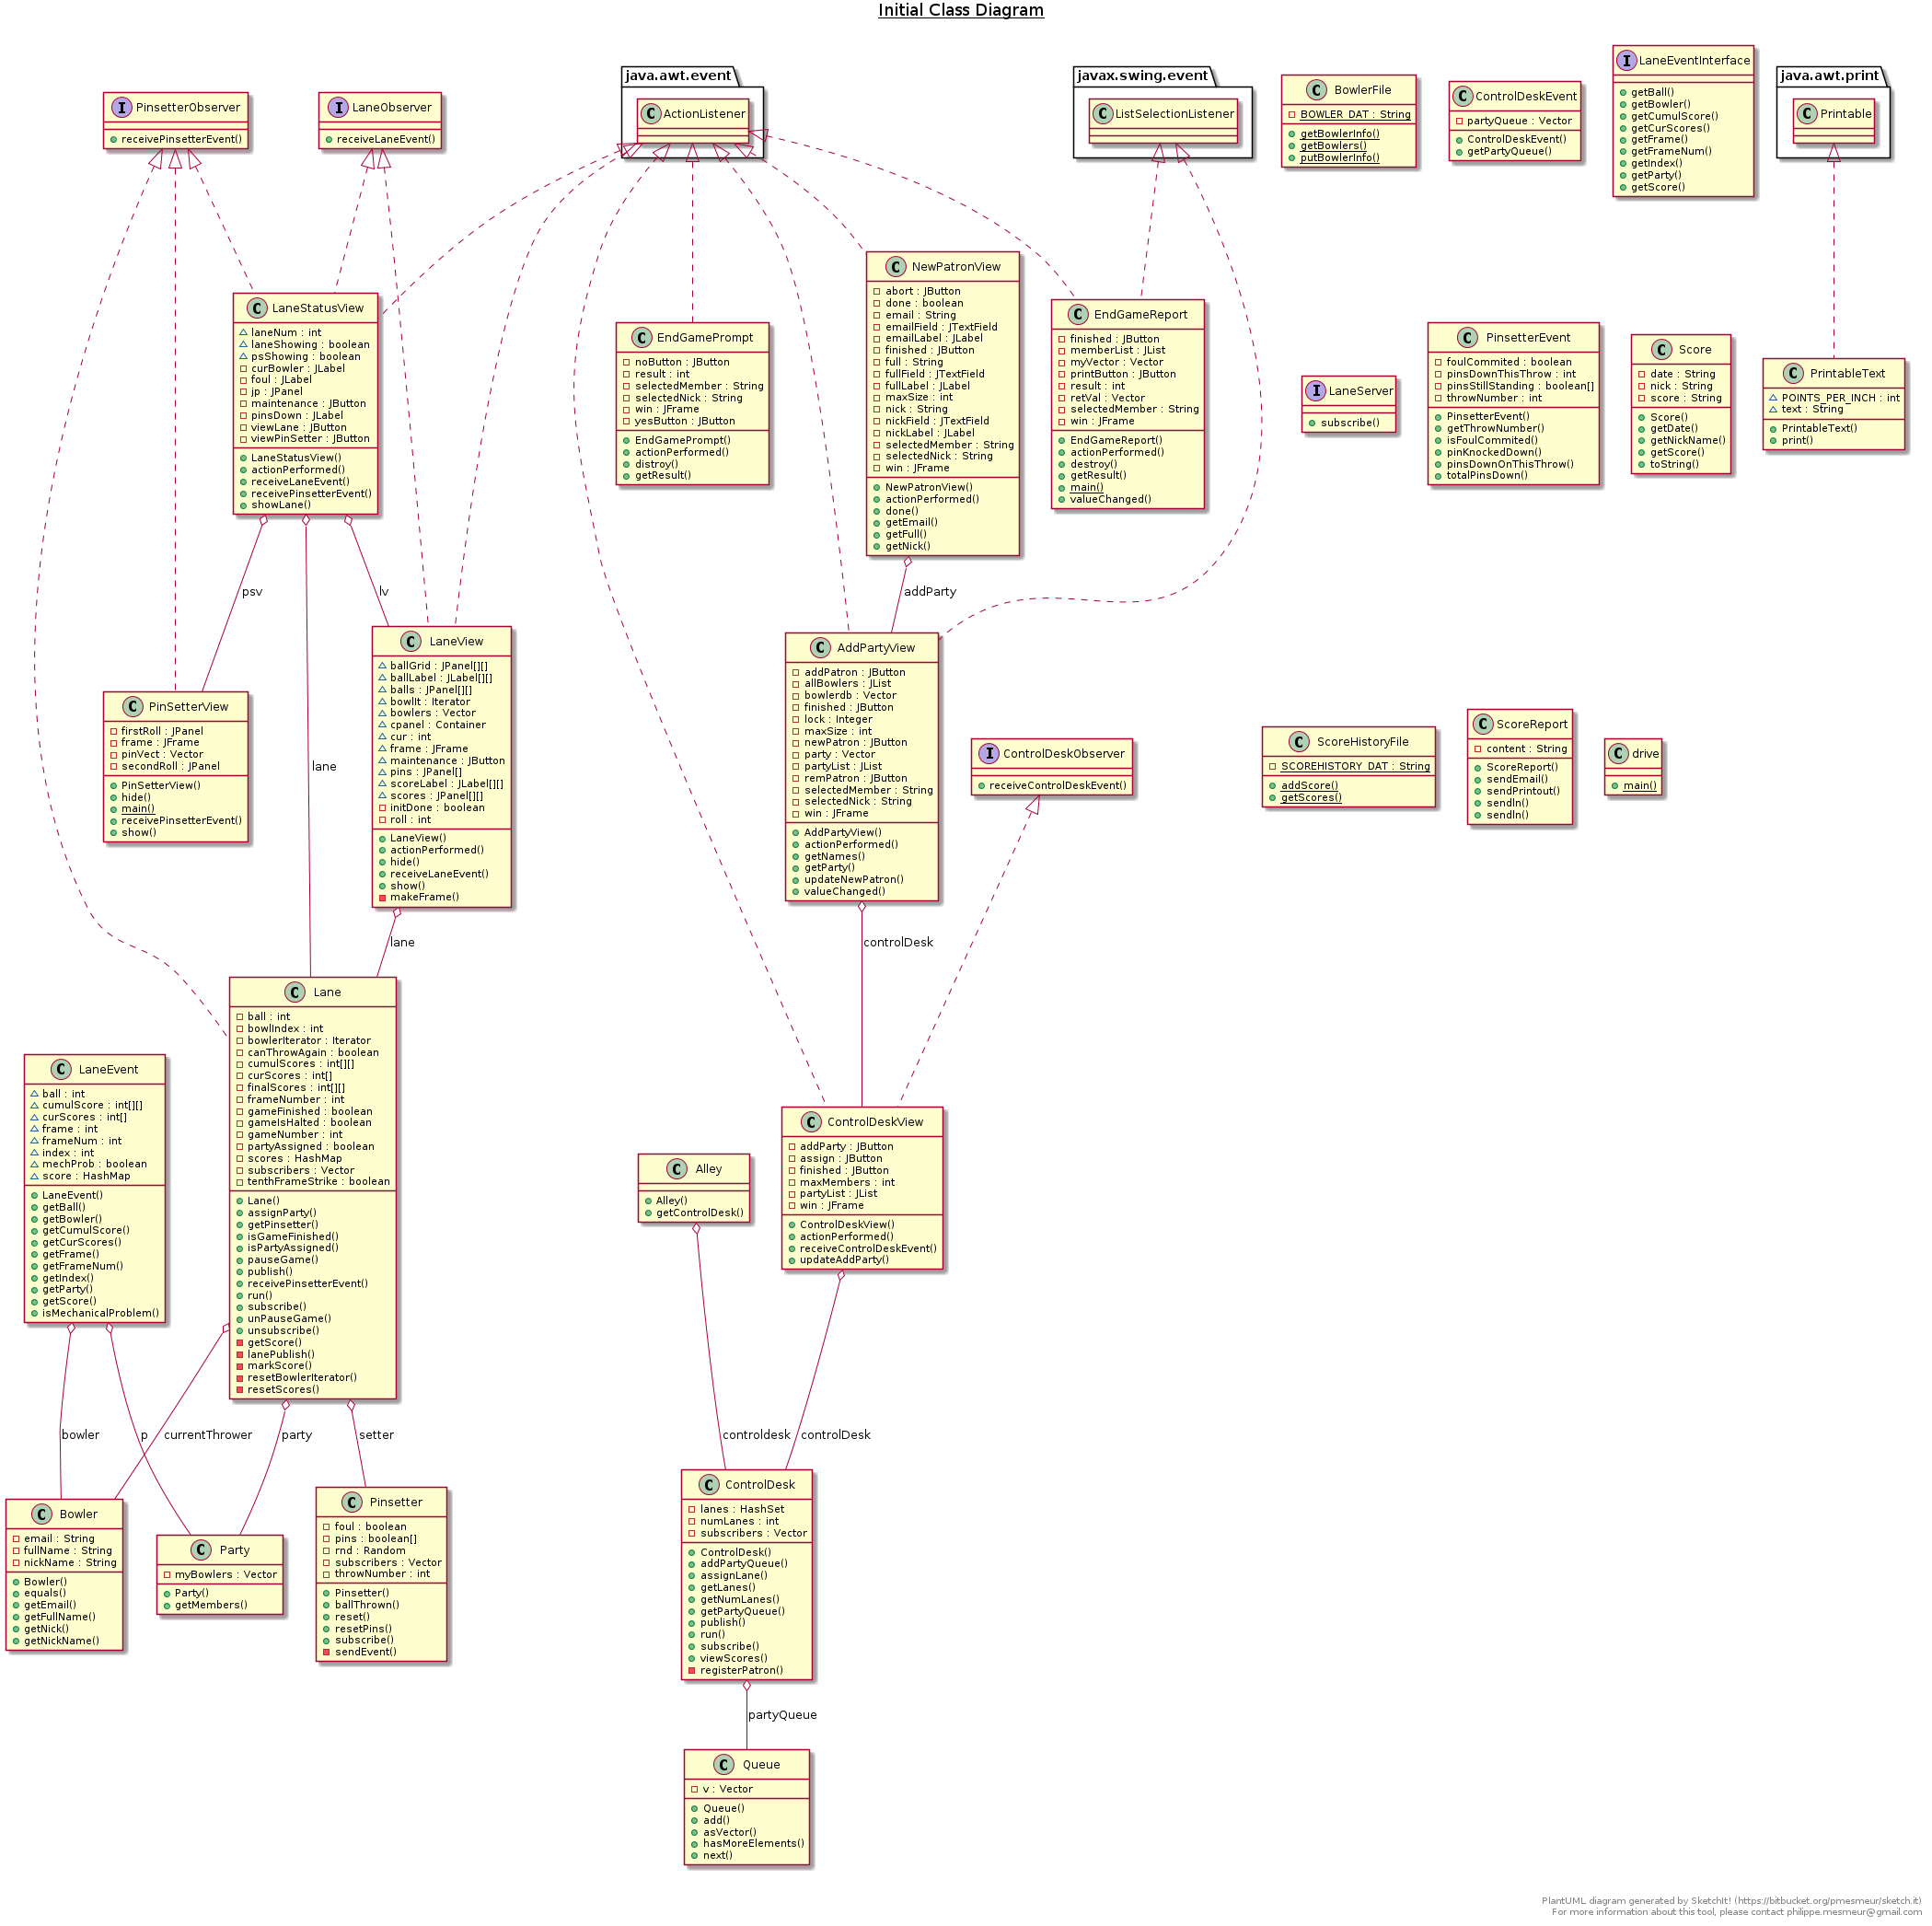 Initial Class Diagram
java.awt.event
javax.swing.event
java.awt.print
I PinsetterObserver
receivePinsetterEvent()
I LaneObserver
receiveLaneEvent()
C ActionListener
C ListSelectionListener
C BowlerFile
BOWLER_DAT : String
getBowlerInfo()
getBowlers()
putBowlerInfo()
C ControlDeskEvent
partyQueue : Vector
ControlDeskEvent()
getPartyQueue()
I LaneEventInterface
getBall()
getBowler()
getCumulScore()
getCurScores()
getFrame()
getFrameNum()
getIndex()
getParty()
getScore()
C Printable
C LaneStatusView
laneNum : int
laneShowing : boolean
psShowing : boolean
curBowler : JLabel
foul : JLabel
jp : JPanel
maintenance : JButton
pinsDown : JLabel
viewLane : JButton
viewPinSetter : JButton
LaneStatusView()
actionPerformed()
receiveLaneEvent()
receivePinsetterEvent()
showLane()
C EndGamePrompt
noButton : JButton
result : int
selectedMember : String
selectedNick : String
win : JFrame
yesButton : JButton
EndGamePrompt()
actionPerformed()
distroy()
getResult()
C NewPatronView
abort : JButton
done : boolean
email : String
emailField : JTextField
emailLabel : JLabel
finished : JButton
full : String
fullField : JTextField
fullLabel : JLabel
maxSize : int
nick : String
nickField : JTextField
nickLabel : JLabel
selectedMember : String
selectedNick : String
win : JFrame
NewPatronView()
actionPerformed()
done()
getEmail()
getFull()
getNick()
C EndGameReport
finished : JButton
memberList : JList
myVector : Vector
printButton : JButton
result : int
retVal : Vector
selectedMember : String
win : JFrame
EndGameReport()
actionPerformed()
destroy()
getResult()
main()
valueChanged()
I LaneServer
subscribe()
C PinsetterEvent
foulCommited : boolean
pinsDownThisThrow : int
pinsStillStanding : boolean[]
throwNumber : int
PinsetterEvent()
getThrowNumber()
isFoulCommited()
pinKnockedDown()
pinsDownOnThisThrow()
totalPinsDown()
C Score
date : String
nick : String
score : String
Score()
getDate()
getNickName()
getScore()
toString()
C PrintableText
POINTS_PER_INCH : int
text : String
PrintableText()
print()
psv
lane
lv
addParty
C PinSetterView
firstRoll : JPanel
frame : JFrame
pinVect : Vector
secondRoll : JPanel
PinSetterView()
hide()
main()
receivePinsetterEvent()
show()
C LaneView
ballGrid : JPanel[][]
ballLabel : JLabel[][]
balls : JPanel[][]
bowlIt : Iterator
bowlers : Vector
cpanel : Container
cur : int
frame : JFrame
maintenance : JButton
pins : JPanel[]
scoreLabel : JLabel[][]
scores : JPanel[][]
initDone : boolean
roll : int
LaneView()
actionPerformed()
hide()
receiveLaneEvent()
show()
makeFrame()
C AddPartyView
addPatron : JButton
allBowlers : JList
bowlerdb : Vector
finished : JButton
lock : Integer
maxSize : int
newPatron : JButton
party : Vector
partyList : JList
remPatron : JButton
selectedMember : String
selectedNick : String
win : JFrame
AddPartyView()
actionPerformed()
getNames()
getParty()
updateNewPatron()
valueChanged()
I ControlDeskObserver
receiveControlDeskEvent()
C ScoreHistoryFile
SCOREHISTORY_DAT : String
addScore()
getScores()
C ScoreReport
content : String
ScoreReport()
sendEmail()
sendPrintout()
sendln()
sendln()
C drive
main()
lane
controlDesk
C LaneEvent
ball : int
cumulScore : int[][]
curScores : int[]
frame : int
frameNum : int
index : int
mechProb : boolean
score : HashMap
LaneEvent()
getBall()
getBowler()
getCumulScore()
getCurScores()
getFrame()
getFrameNum()
getIndex()
getParty()
getScore()
isMechanicalProblem()
C Lane
ball : int
bowlIndex : int
bowlerIterator : Iterator
canThrowAgain : boolean
cumulScores : int[][]
curScores : int[]
finalScores : int[][]
frameNumber : int
gameFinished : boolean
gameIsHalted : boolean
gameNumber : int
partyAssigned : boolean
scores : HashMap
subscribers : Vector
tenthFrameStrike : boolean
Lane()
assignParty()
getPinsetter()
isGameFinished()
isPartyAssigned()
pauseGame()
publish()
receivePinsetterEvent()
run()
subscribe()
unPauseGame()
unsubscribe()
getScore()
lanePublish()
markScore()
resetBowlerIterator()
resetScores()
C Alley
Alley()
getControlDesk()
C ControlDeskView
addParty : JButton
assign : JButton
finished : JButton
maxMembers : int
partyList : JList
win : JFrame
ControlDeskView()
actionPerformed()
receiveControlDeskEvent()
updateAddParty()
bowler
p
currentThrower
party
setter
controldesk
controlDesk
C Bowler
email : String
fullName : String
nickName : String
Bowler()
equals()
getEmail()
getFullName()
getNick()
getNickName()
C Party
myBowlers : Vector
Party()
getMembers()
C Pinsetter
foul : boolean
pins : boolean[]
rnd : Random
subscribers : Vector
throwNumber : int
Pinsetter()
ballThrown()
reset()
resetPins()
subscribe()
sendEvent()
C ControlDesk
lanes : HashSet
numLanes : int
subscribers : Vector
ControlDesk()
addPartyQueue()
assignLane()
getLanes()
getNumLanes()
getPartyQueue()
publish()
run()
subscribe()
viewScores()
registerPatron()
partyQueue
C Queue
v : Vector
Queue()
add()
asVector()
hasMoreElements()
next()
PlantUML diagram generated by SketchIt! (https://bitbucket.org/pmesmeur/sketch.it)
For more information about this tool, please contact philippe.mesmeur@gmail.com